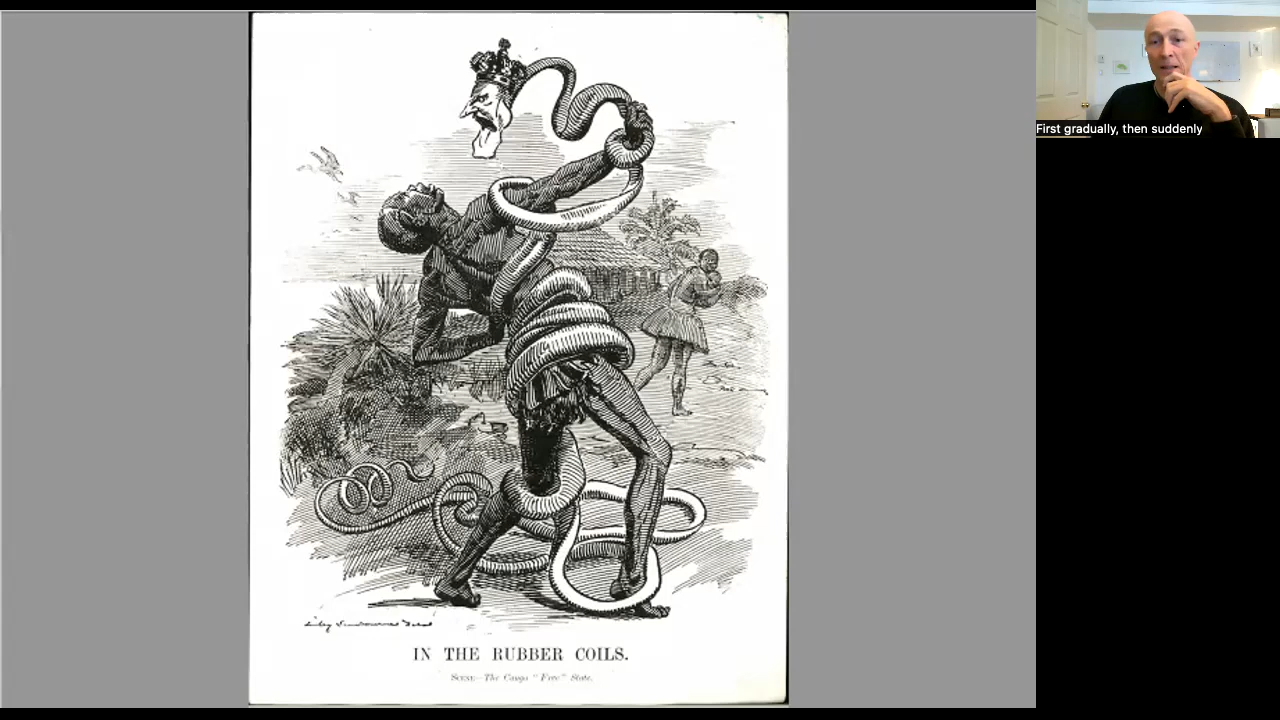 First gradually, then suddenly
IN THE RUBBER COILS.
Scene—The Congo "Free" State.